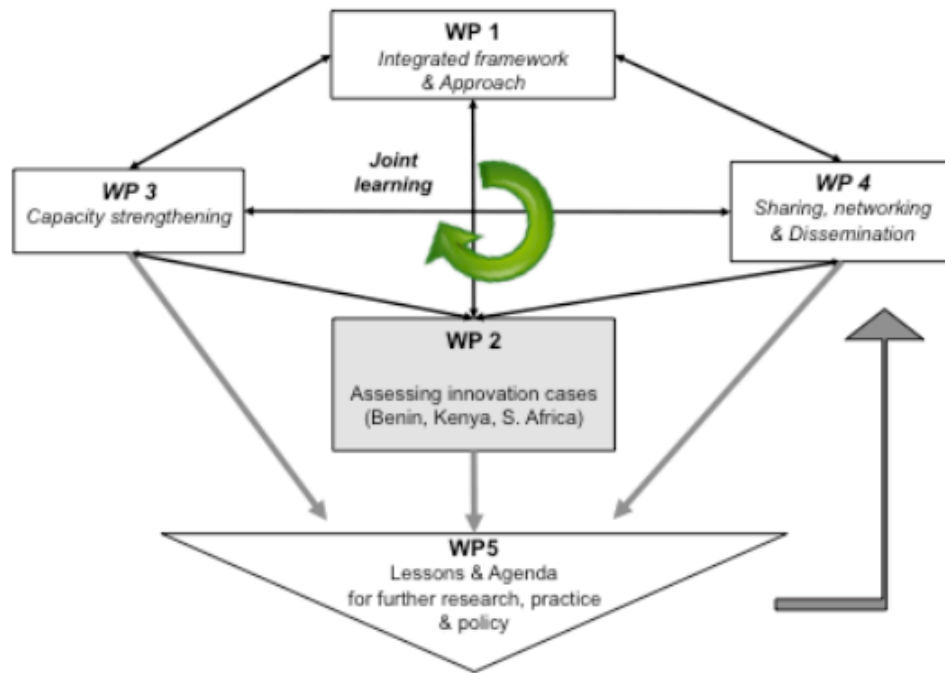 WP 1
Integrated framework
& Approach
Joint
learning
WP 3
Capacity strengthening
WP 4
Sharing, networking
& Dissemination
WP 2
Assessing innovation cases
(Benin, Kenya, S. Africa)
WP5
Lessons & Agenda
for further research, practice
& policy